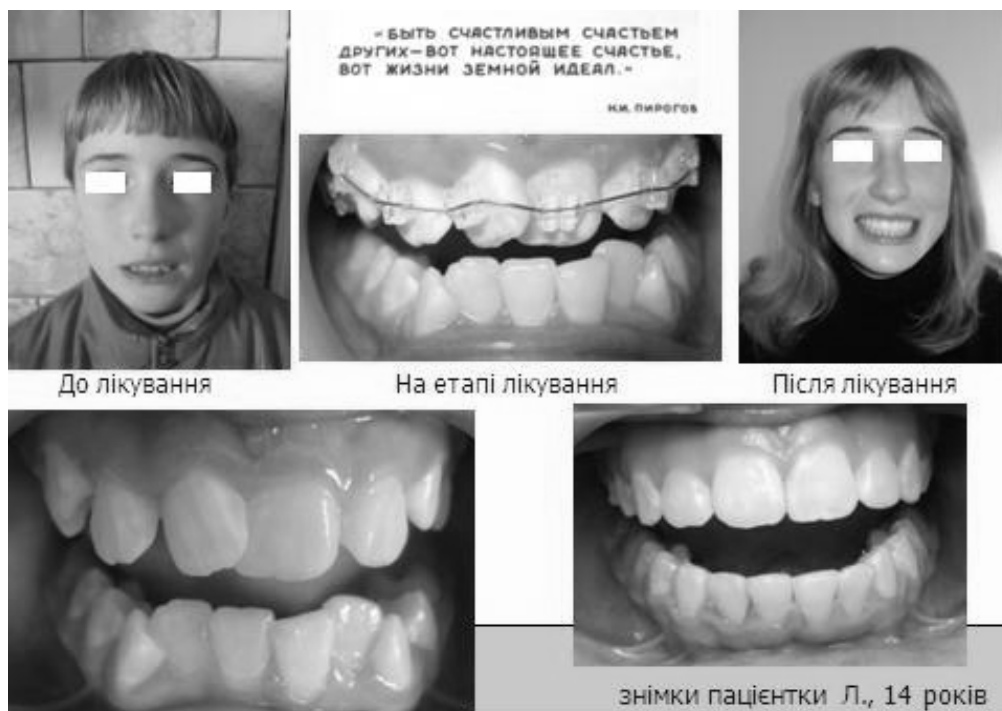 «БЫТЬ СЧАСТЛИВЫМ СЧАСТЬЕМ
ДРУГИХ—ВОТ НАСТОЯЩЕЕ СЧАСТЬЕ,
ВОТ ЖИЗНИ ЗЕМНОЙ ИДЕАЛ.»
Н.И. ПИРОГОВ
До лікування
На етапі лікування
Після лікування
знімки пацієнтки Л., 14 років